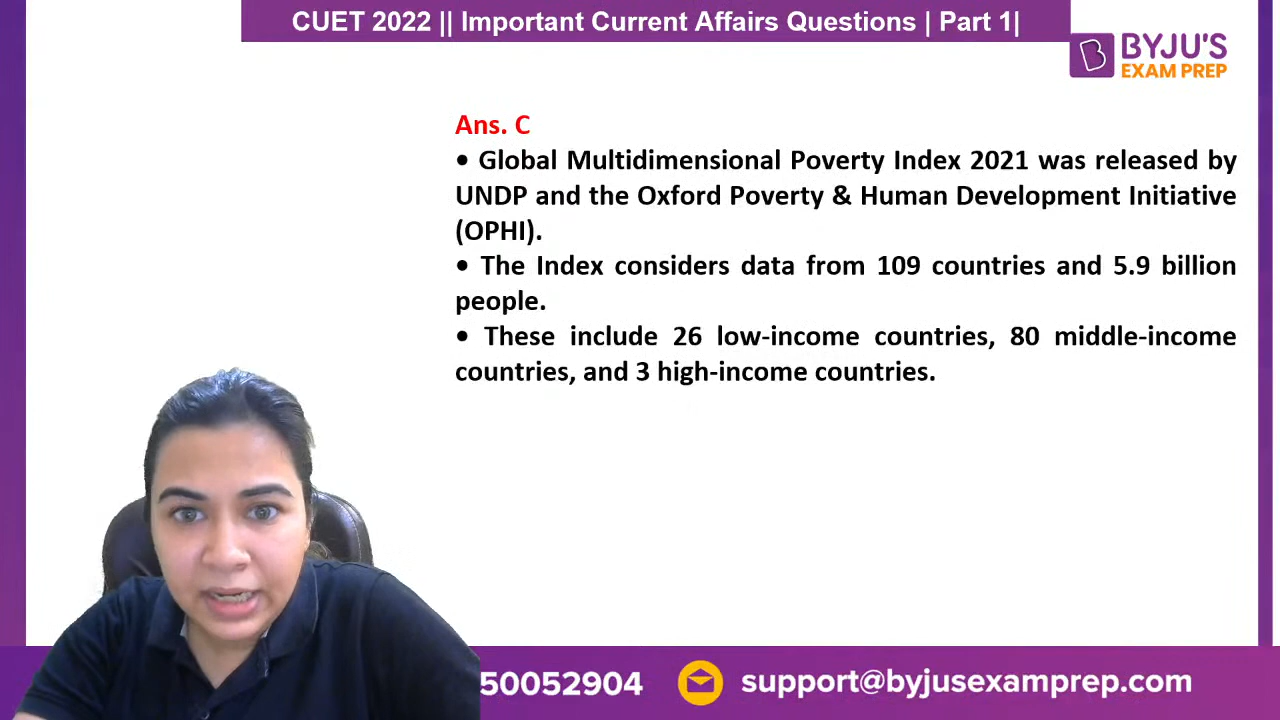 CUET 2022 || Important Current Affairs Questions | Part 1|
BYJU'S
EXAM PREP
Ans. C
• Global Multidimensional Poverty Index 2021 was released by
UNDP and the Oxford Poverty & Human Development Initiative
(OPHI).
• The Index considers data from 109 countries and 5.9 billion
people.
• These include 26 low-income countries, 80 middle-income
countries, and 3 high-income countries.
50052904 support@byjusexamprep.com